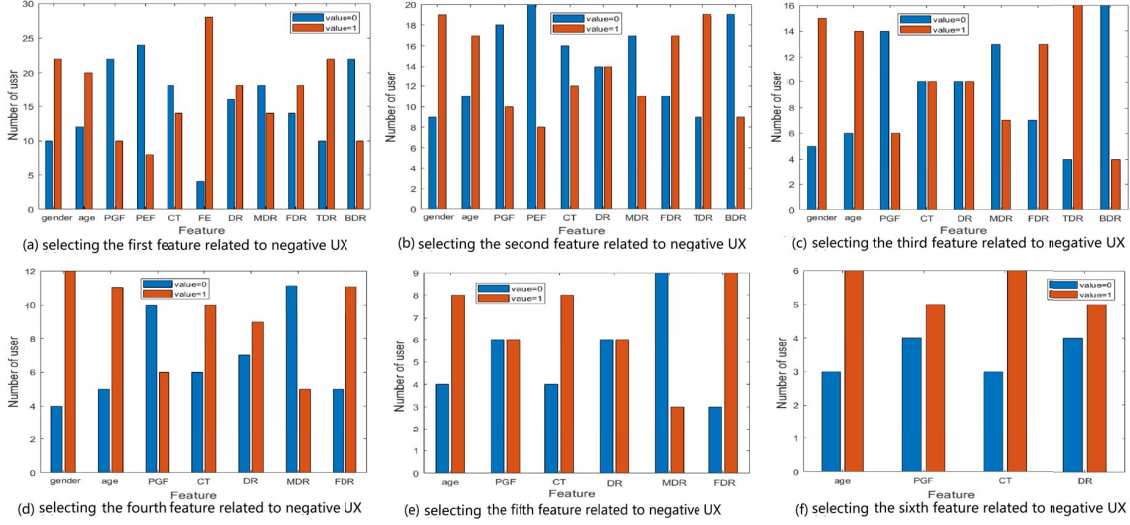 30
25
20
15
10
5
0
Number of user
value=0
value=1
gender age PGF PEF CT FE DR MDR FDR TDR BDR
Feature
(a) selecting the first feature related to negative UX
20
18
16
14
12
10
8
6
4
2
0
Number of user
value=0
value=1
gender age PGF PEF CT DR MDR FDR TDR BDR
Feature
(b) selecting the second feature related to negative UX
16
14
12
10
8
6
4
2
0
Number of user
value=0
value=1
gender age PGF CT DR MDR FDR TDR BDR
Feature
(c) selecting the third feature related to negative UX
12
10
8
6
4
2
0
Number of user
value=0
value=1
gender age PGF CT DR MDR FDR
Feature
(d) selecting the fourth feature related to negative UX
9
8
7
6
5
4
3
2
1
0
Number of user
vaue=0
value=1
age PGF CT DR MDR FDR
Feature
(e) selecting the fifth feature related to negative UX
6
5
4
3
2
1
0
Number of user
value=0
value=1
age PGF CT DR
Feature
(f) selecting the sixth feature related to negative UX